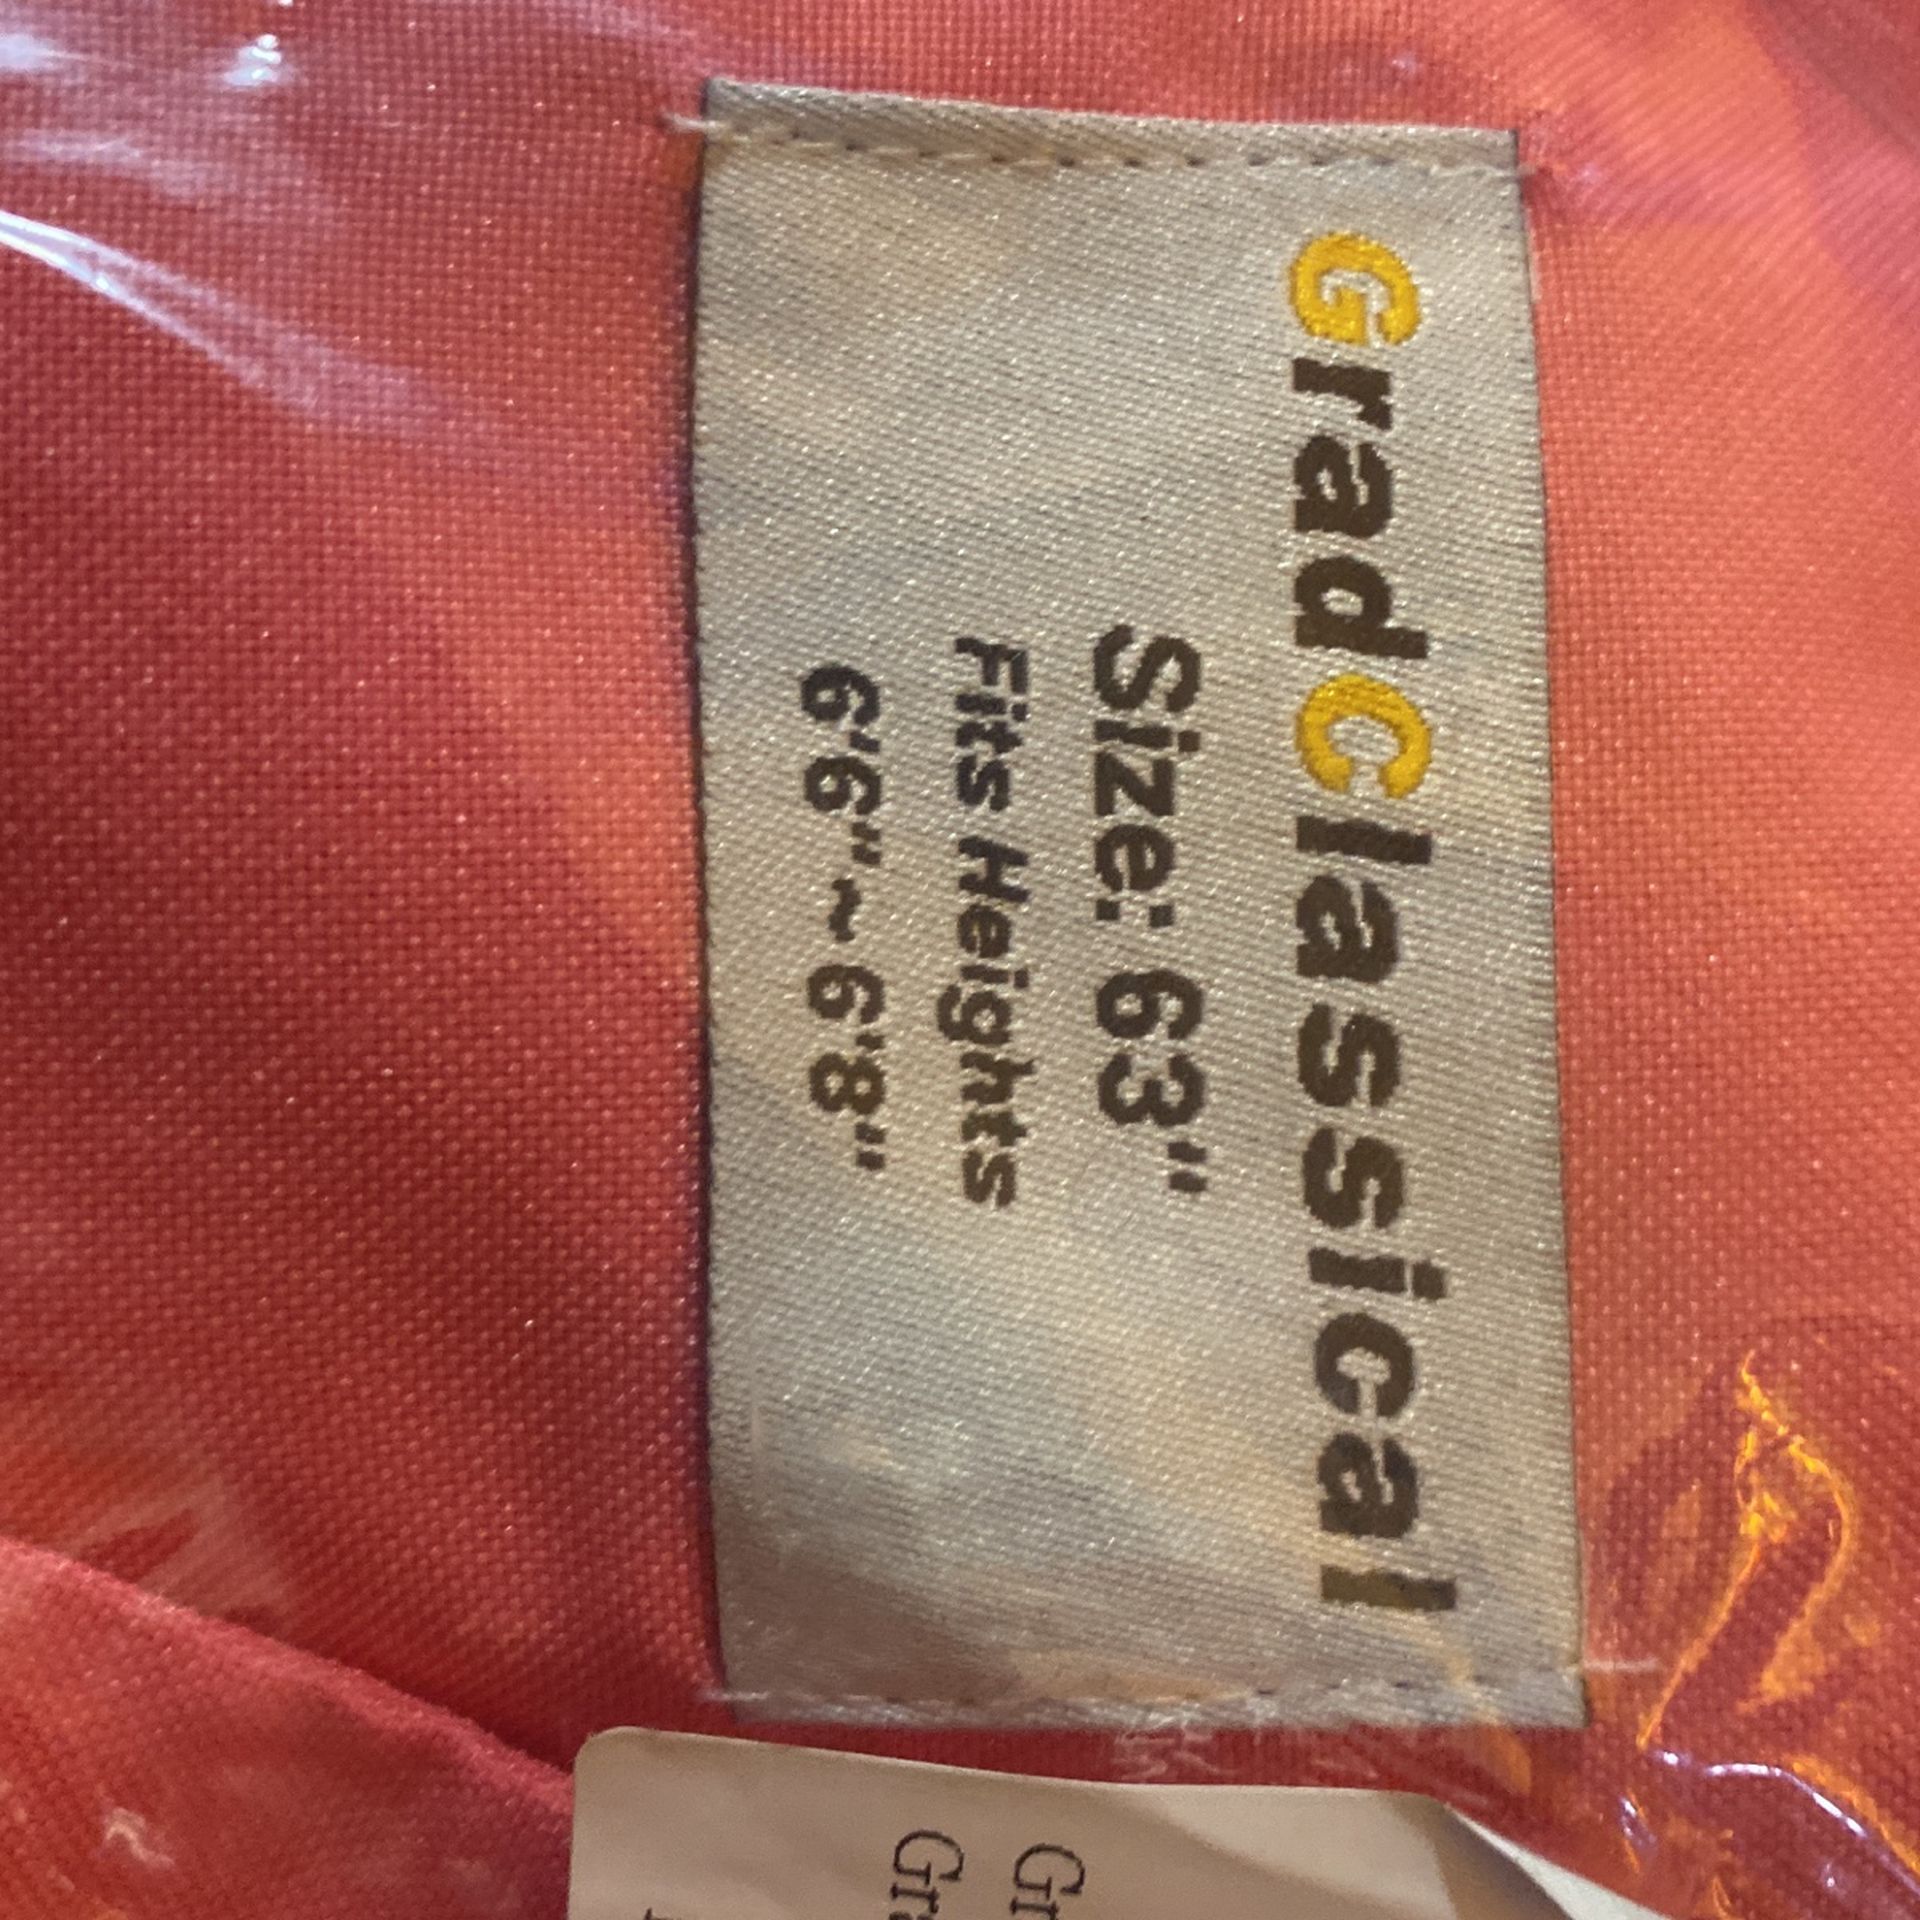 GradClassical
Size: 63"
Fits Heights
6'6"~6'8"